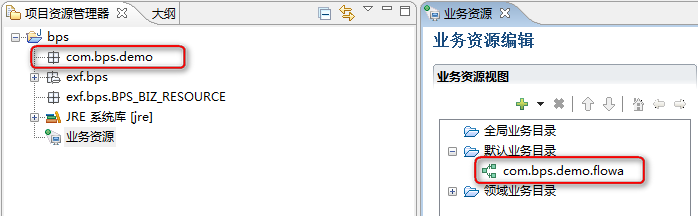 项目资源管理器 大纲
bps
com.bps.demo
exf.bps
exf.bps.BPS_BIZ_RESOURCE
JRE 系统库 [jre]
业务资源
业务资源
业务资源编辑
业务资源视图
全局业务目录
默认业务目录
com.bps.demo.flowa
领域业务目录